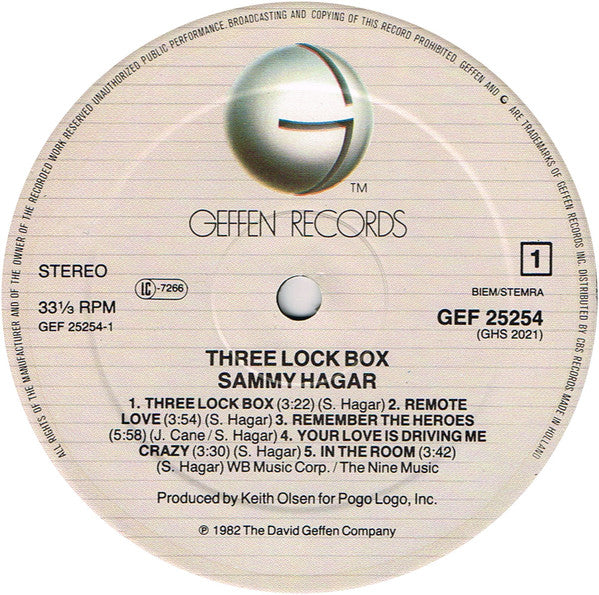 ALL RIGHTS OF THE MANUFACTURER AND OF THE OWNER OF THE RECORDED WORK RESERVED UNAUTHORIZED PUBLIC PERFORMANCE, BROADCASTING AND COPYING OF THIS RECORD PROHIBITED. GEFFEN AND G ARE TRADEMARKS OF GEFFEN RECORDS INC. DISTRIBUTED BY CBS RECORDS MADE IN HOLLAND
TM
GEFFEN RECORDS
STEREO
LC-7266
1
33⅓ RPM
BIEM/STEMRA
GEF 25254-1
GEF 25254
(GHS 2021)
THREE LOCK BOX
SAMMY HAGAR
1. THREE LOCK BOX (3:22) (S. Hagar) 2. REMOTE
LOVE (3:54) (S. Hagar) 3. REMEMBER THE HEROES
(5:58) (J. Cane/S. Hagar) 4. YOUR LOVE IS DRIVING ME
CRAZY (3:30) (S. Hagar) 5. IN THE ROOM (3:42)
(S. Hagar) WB Music Corp. / The Nine Music
Produced by Keith Olsen for Pogo Logo, Inc.
℗ 1982 The David Geffen Company